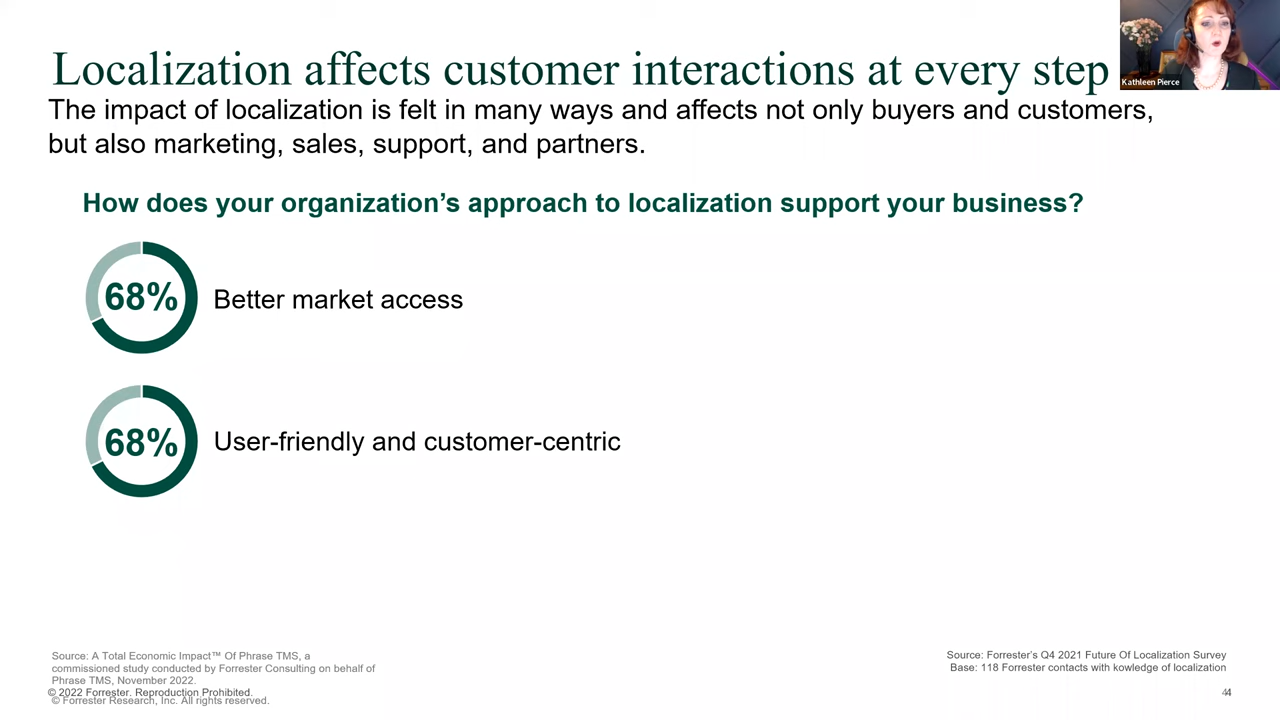 Localization affects customer interactions at every step
Kathleen Pierce
The impact of localization is felt in many ways and affects not only buyers and customers,
but also marketing, sales, support, and partners.
How does your organization’s approach to localization support your business?
68%
Better market access
68%
User-friendly and customer-centric
Source: A Total Economic Impact™ Of Phrase TMS, a
commissioned study conducted by Forrester Consulting on behalf of
Phrase TMS, November 2022.
© 2022 Forrester. Reproduction Prohibited.
© Forrester Research, Inc. All rights reserved.
Source: Forrester’s Q4 2021 Future Of Localization Survey
Base: 118 Forrester contacts with kowledge of localization